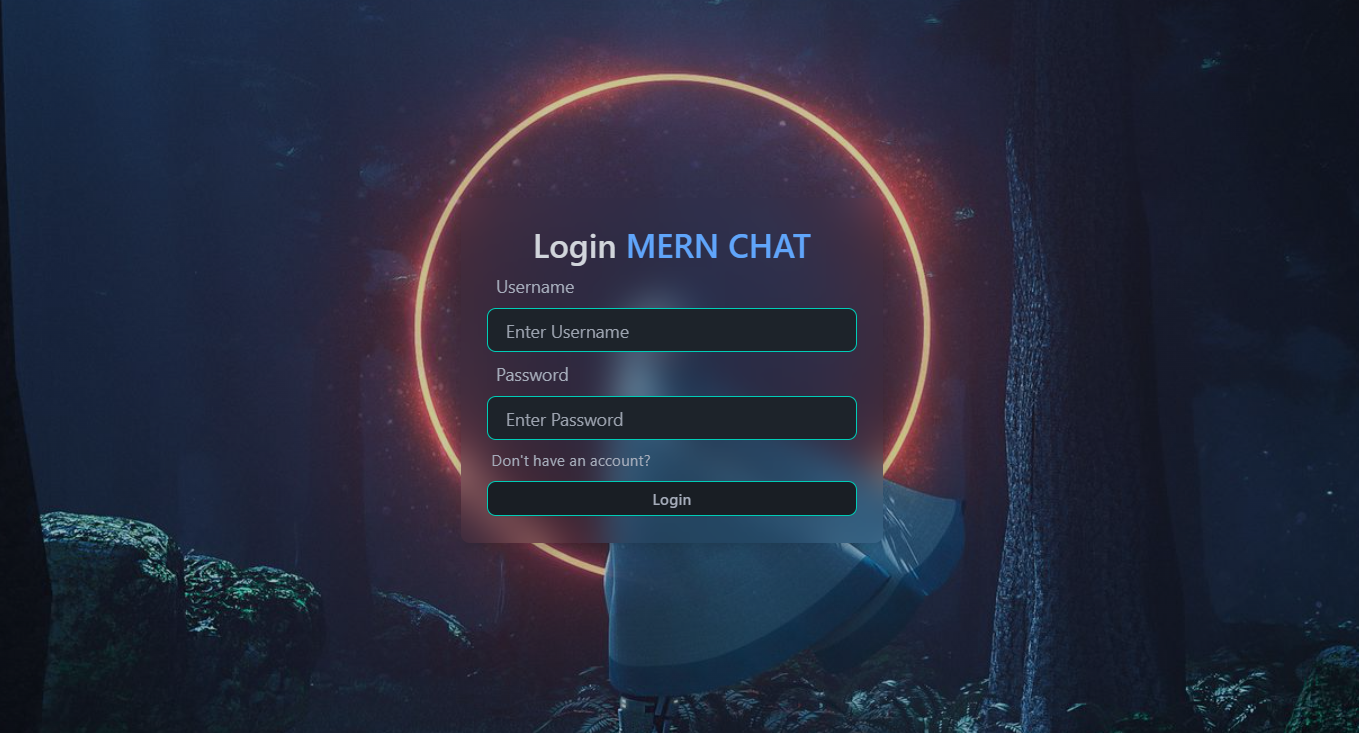 Login MERN CHAT
Username
Enter Username
Password
Enter Password
Don't have an account?
Login